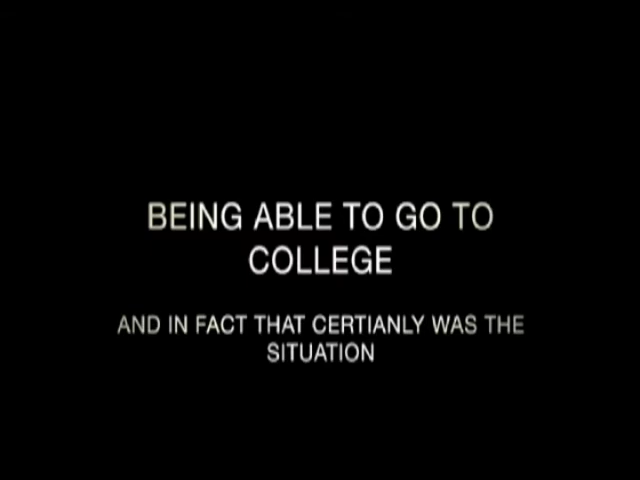 BEING ABLE TO GO TO
COLLEGE
AND IN FACT THAT CERTIANLY WAS THE
SITUATION